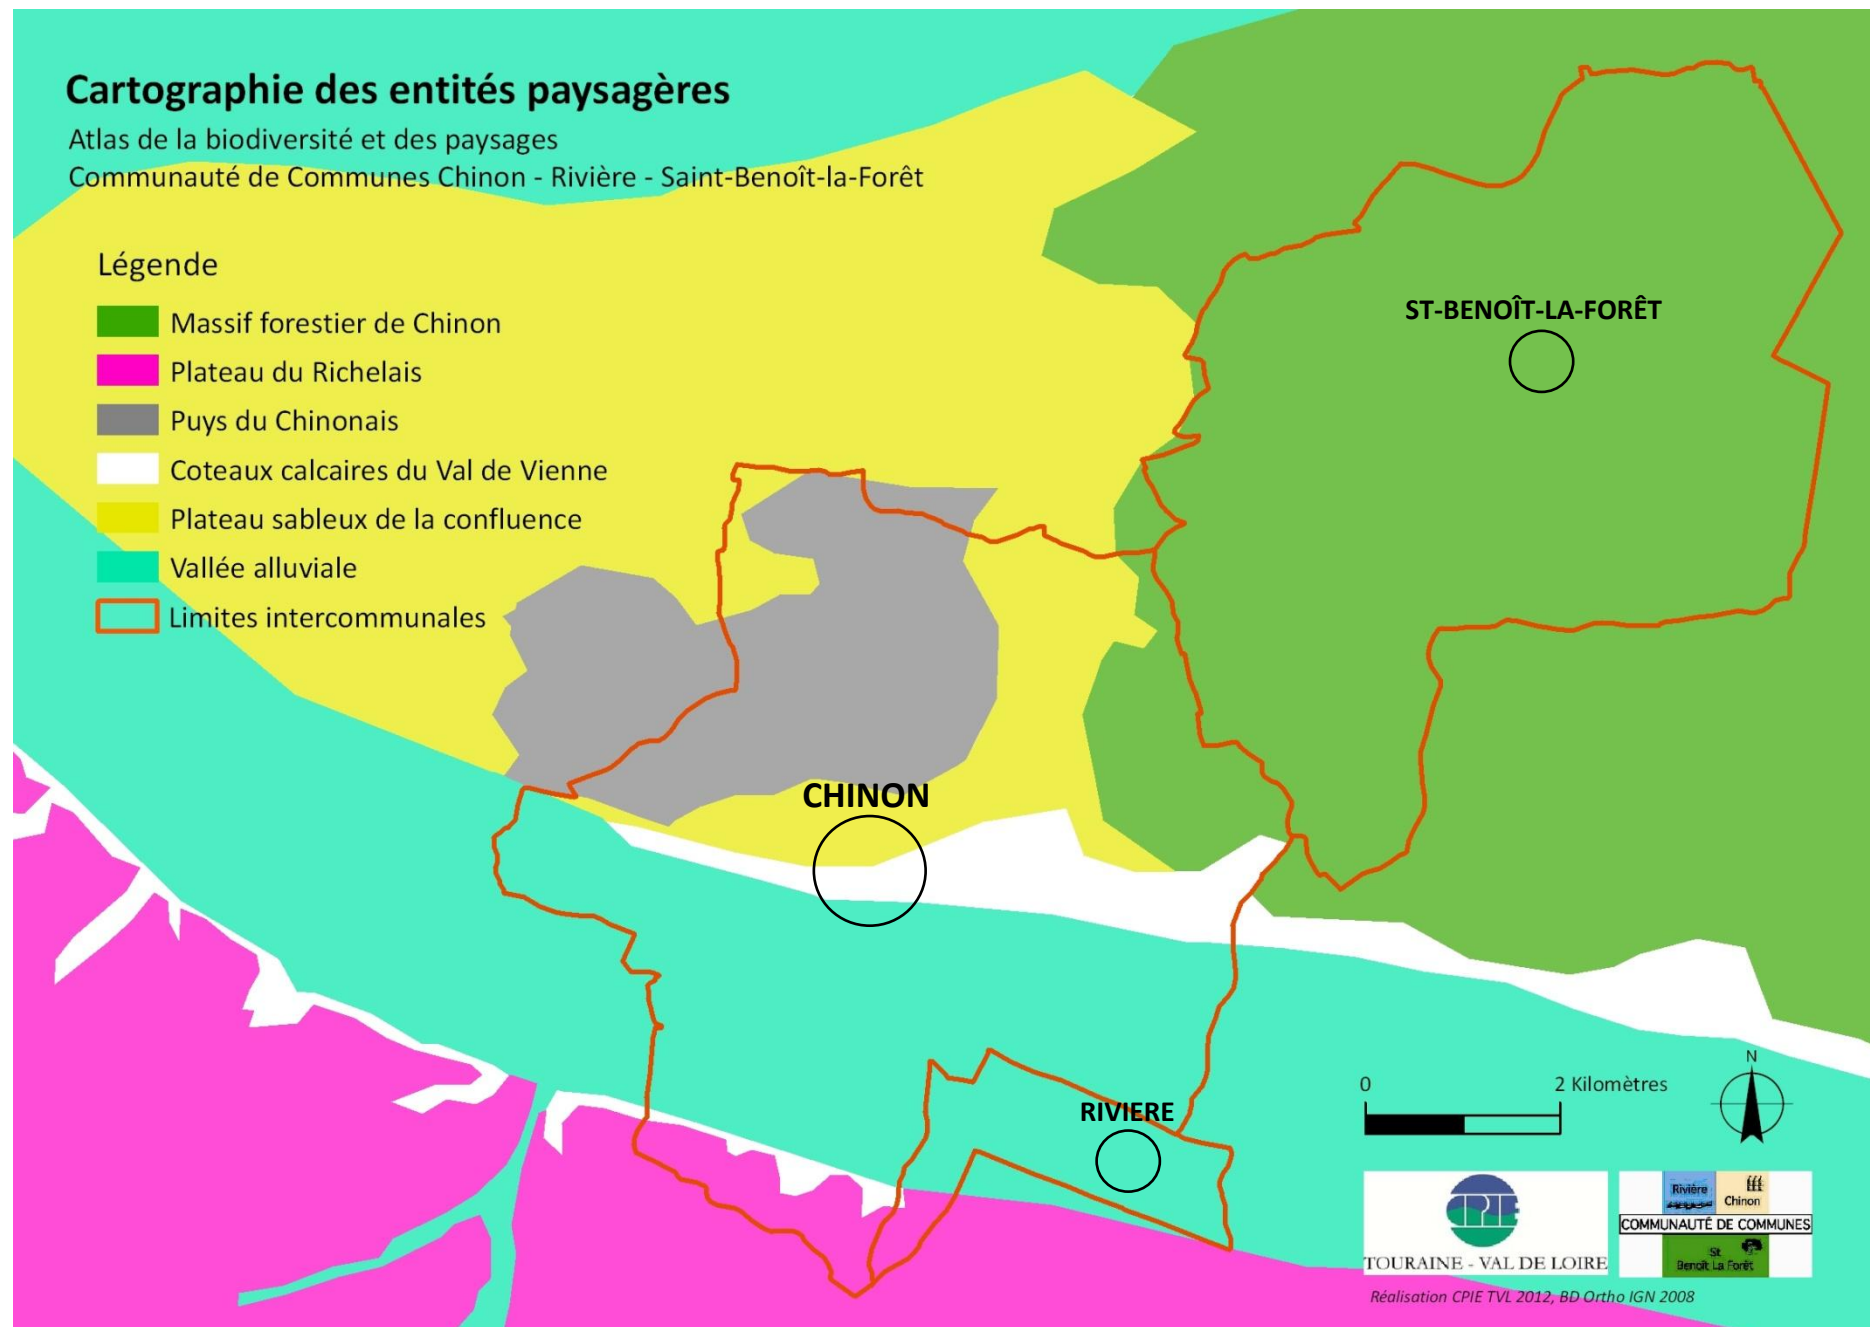 Cartographie des entités paysagères
Atlas de la biodiversité et des paysages
Communauté de Communes Chinon - Rivière - Saint-Benoît-la-Forêt
Légende
Massif forestier de Chinon
Plateau du Richelais
Puys du Chinonais
Coteaux calcaires du Val de Vienne
Plateau sableux de la confluence
Vallée alluviale
Limites intercommunales
ST-BENOÎT-LA-FORÊT
CHINON
RIVIERE
0 2 Kilomètres
N
CPIE
TOURAINE - VAL DE LOIRE
Rivière
Chinon
COMMUNAUTÉ DE COMMUNES
St
Benoît La Forêt
Réalisation CPIE TVL 2012, BD Ortho IGN 2008